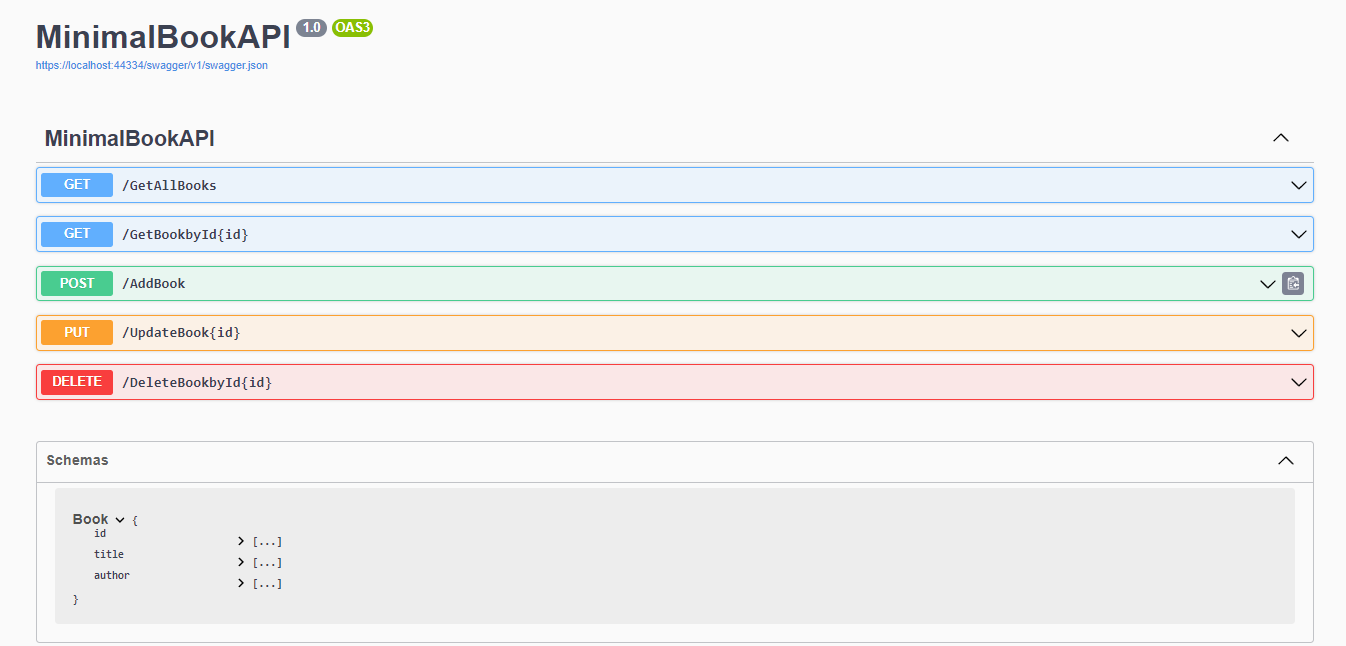 MinimalBookAPI 1.0 OAS3
https://localhost:44334/swagger/v1/swagger.json
MinimalBookAPI
GET /GetAllBooks
GET /GetBookbyId{id}
POST /AddBook
PUT /UpdateBook{id}
DELETE /DeleteBookbyId{id}
Schemas
Book {
id [...]
title [...]
author [...]
}